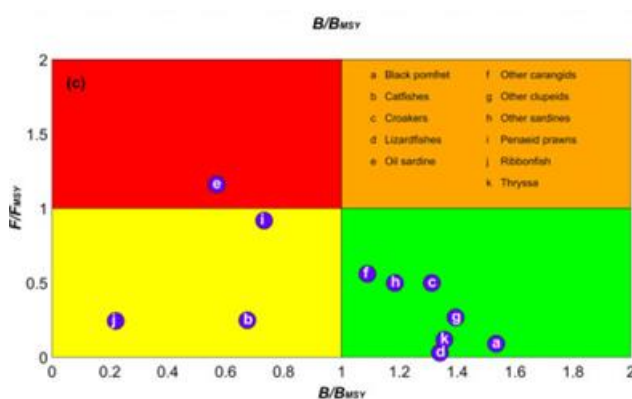 B/BMSY
2
(c)
a Black pomfret f Other carangids
b Catfishes g Other clupeids
c Croakers h Other sardines
d Lizardfishes i Penaeid prawns
e Oil sardine j Ribbonfish
k Thryssa
1.5
e
F/FMSY
1
i
f
h
c
0.5
g
j
b
k
a
d
0
0 0.2 0.4 0.6 0.8 1 1.2 1.4 1.6 1.8 2
B/BMSY